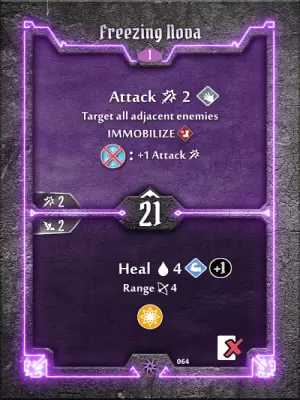 Freezing Nova
1
Attack 2
Target all adjacent enemies
IMMOBILIZE
: +1 Attack
2
21
2
Heal 4 +1
Range 4
064